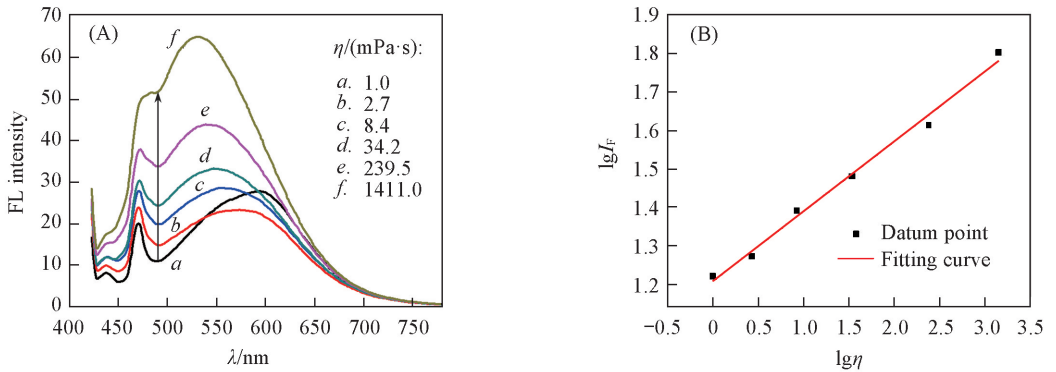 (A)
FL intensity
70
60
50
40
30
20
10
0
400
450
500
550
600
650
700
750
λ/nm
f
e
d
c
b
a
η/(mPa·s):
a. 1.0
b. 2.7
c. 8.4
d. 34.2
e. 239.5
f. 1411.0
(B)
lgI_F
1.9
1.8
1.7
1.6
1.5
1.4
1.3
1.2
−0.5
0
0.5
1.0
1.5
2.0
2.5
3.0
3.5
lgη
Datum point
Fitting curve